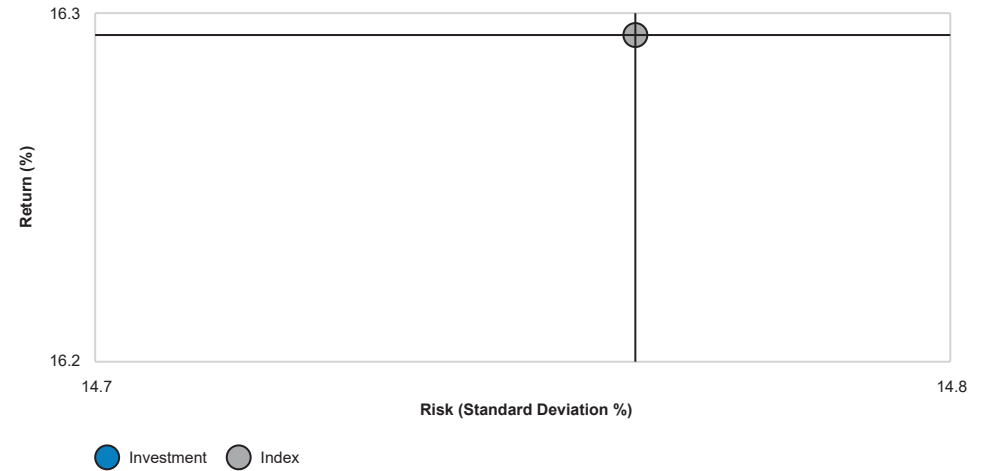 16.3
Return (%)
16.2
14.7
14.8
Risk (Standard Deviation %)
Investment
Index